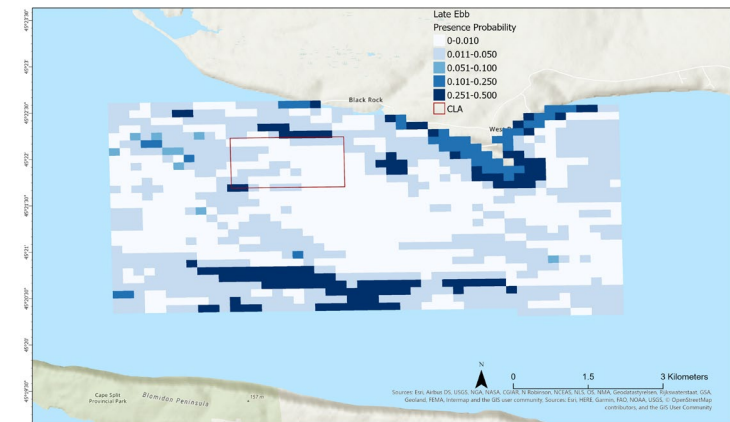 Late Ebb
Presence Probability
0-0.010
0.011-0.050
0.051-0.100
0.101-0.250
0.251-0.500
CLA
Black Rock
Wes
N
0 1.5 3 Kilometers
Cape Split
Provincial Park
Blomidon Peninsula
Sources: Esri, Airbus DS, USGS, NGA, NASA, CGIAR, N Robinson, NCEAS, NLS, OS, NMA, Geodatastyrelsen, Rijkswaterstaat, GSA,
Geoland, FEMA, Intermap and the GIS user community, Sources: Esri, HERE, Garmin, FAO, NOAA, USGS, © OpenStreetMap
contributors, and the GIS User Community